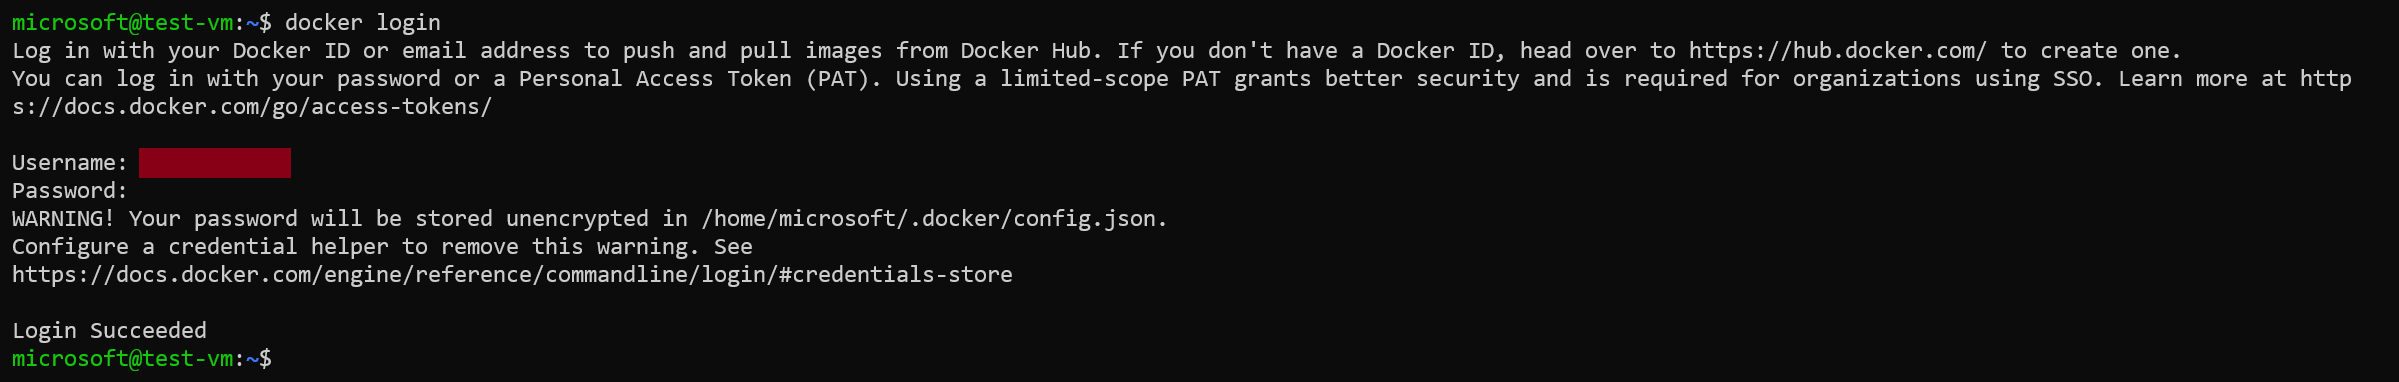 microsoft@test-vm:~$ docker login
Log in with your Docker ID or email address to push and pull images from Docker Hub. If you don't have a Docker ID, head over to https://hub.docker.com/ to create one.
You can log in with your password or a Personal Access Token (PAT). Using a limited-scope PAT grants better security and is required for organizations using SSO. Learn more at http
s://docs.docker.com/go/access-tokens/
Username:
Password:
WARNING! Your password will be stored unencrypted in /home/microsoft/.docker/config.json.
Configure a credential helper to remove this warning. See
https://docs.docker.com/engine/reference/commandline/login/#credentials-store
Login Succeeded
microsoft@test-vm:~$